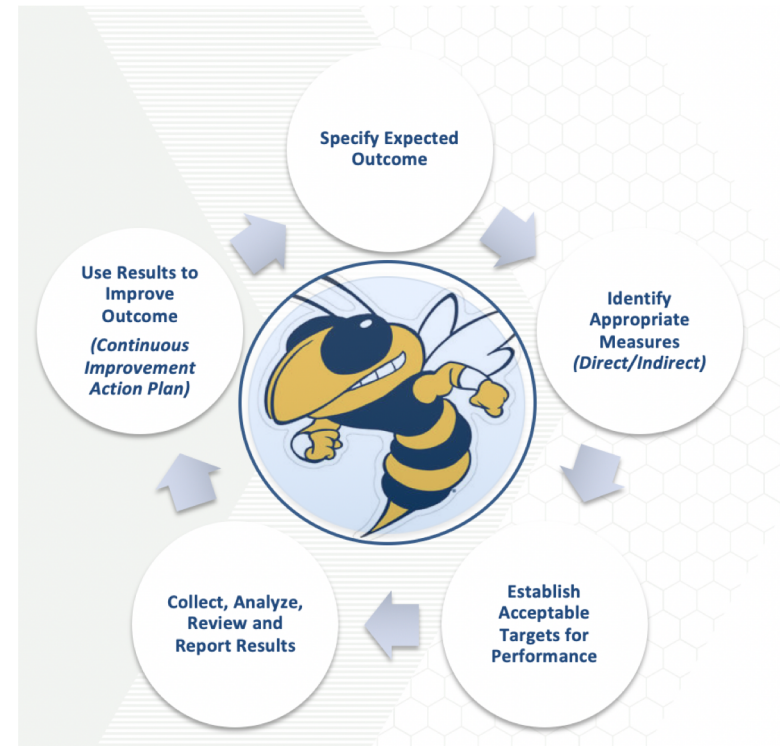 Specify Expected
Outcome
Identify
Appropriate
Measures
(Direct/Indirect)
Establish
Acceptable
Targets for
Performance
Collect, Analyze,
Review and
Report Results
Use Results to
Improve
Outcome
(Continuous
Improvement
Action Plan)